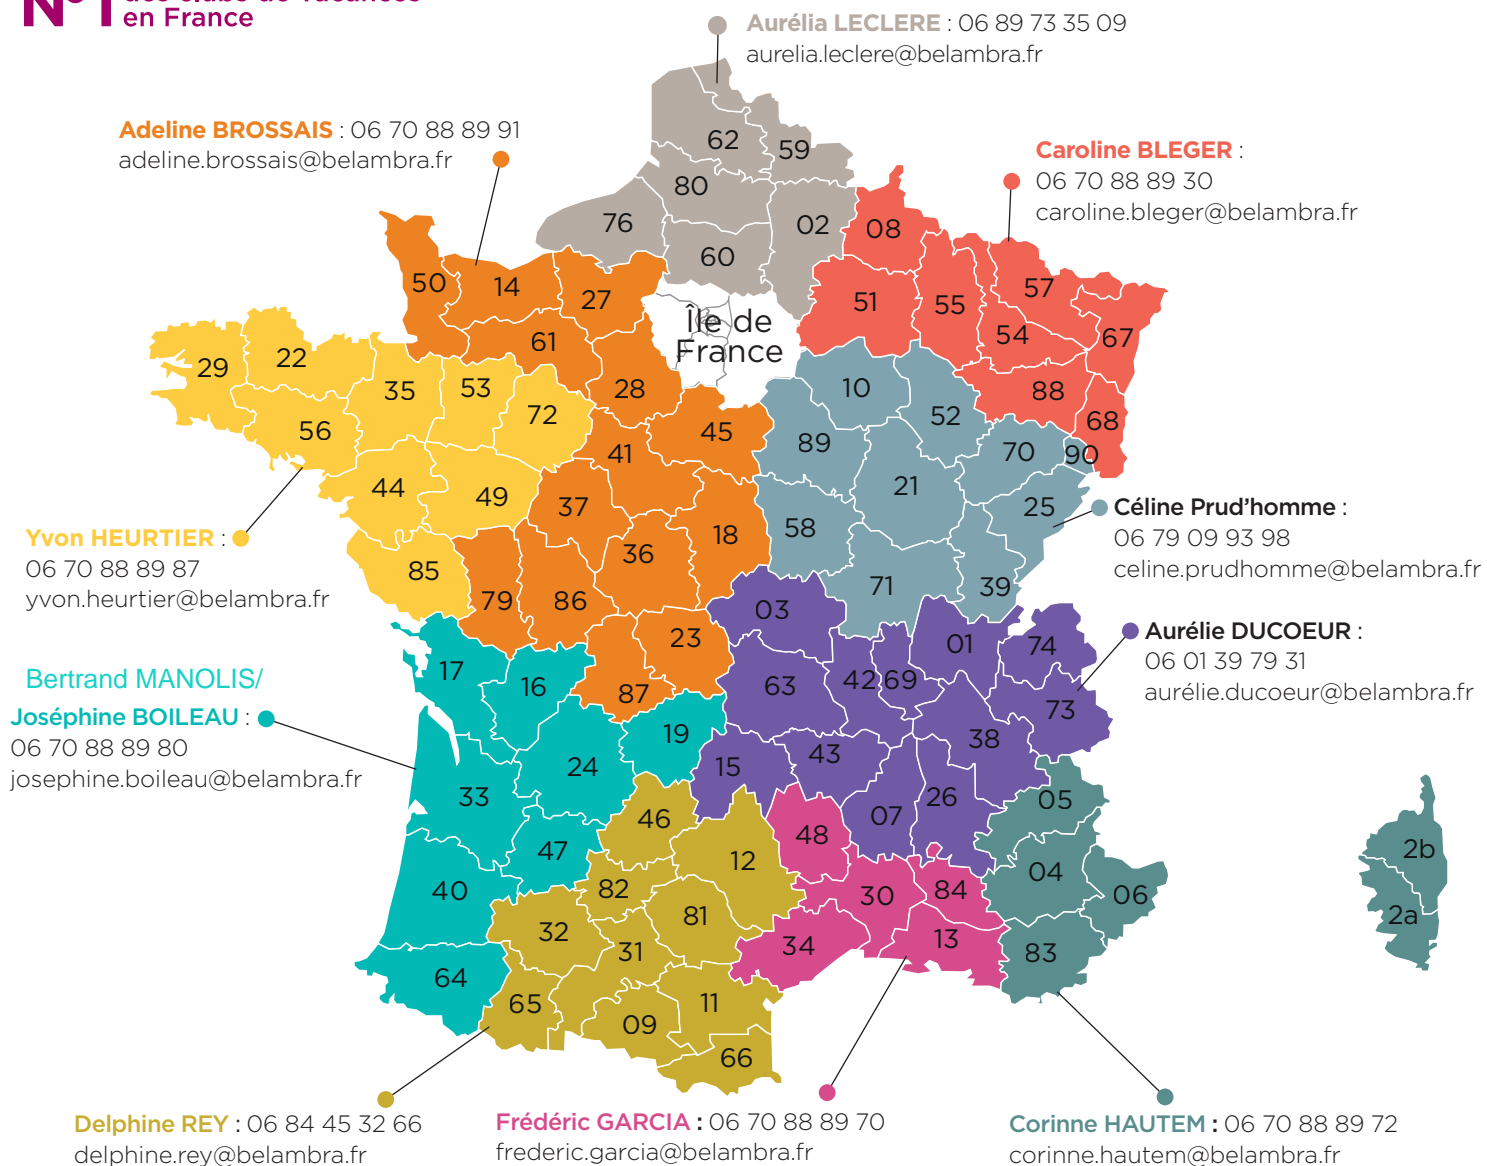 N°1 des clubs de vacances
en France
Aurélia LECLERE : 06 89 73 35 09
aurelia.leclere@belambra.fr
Adeline BROSSAIS : 06 70 88 89 91
adeline.brossais@belambra.fr
Caroline BLEGER :
06 70 88 89 30
caroline.bleger@belambra.fr
62
59
80
76
02
08
60
50
14
27
51
55
57
Île de
France
61
54
67
29
22
35
53
72
28
10
52
88
68
56
45
41
89
70
90
44
49
37
21
25
58
18
36
85
79
86
71
39
Yvon HEURTIER :
06 70 88 89 87
yvon.heurtier@belambra.fr
Céline Prud’homme :
06 79 09 93 98
celine.prudhomme@belambra.fr
03
23
01
74
17
16
87
63
42
69
73
Bertrand MANOLIS/
Joséphine BOILEAU :
06 70 88 89 80
josephine.boileau@belambra.fr
Aurélie DUCOEUR :
06 01 39 79 31
aurélie.ducoeur@belambra.fr
19
38
24
15
43
33
26
05
46
07
48
47
12
2b
40
82
30
84
04
06
81
2a
32
31
34
13
83
64
65
11
09
66
Delphine REY : 06 84 45 32 66
delphine.rey@belambra.fr
Frédéric GARCIA : 06 70 88 89 70
frederic.garcia@belambra.fr
Corinne HAUTEM : 06 70 88 89 72
corinne.hautem@belambra.fr